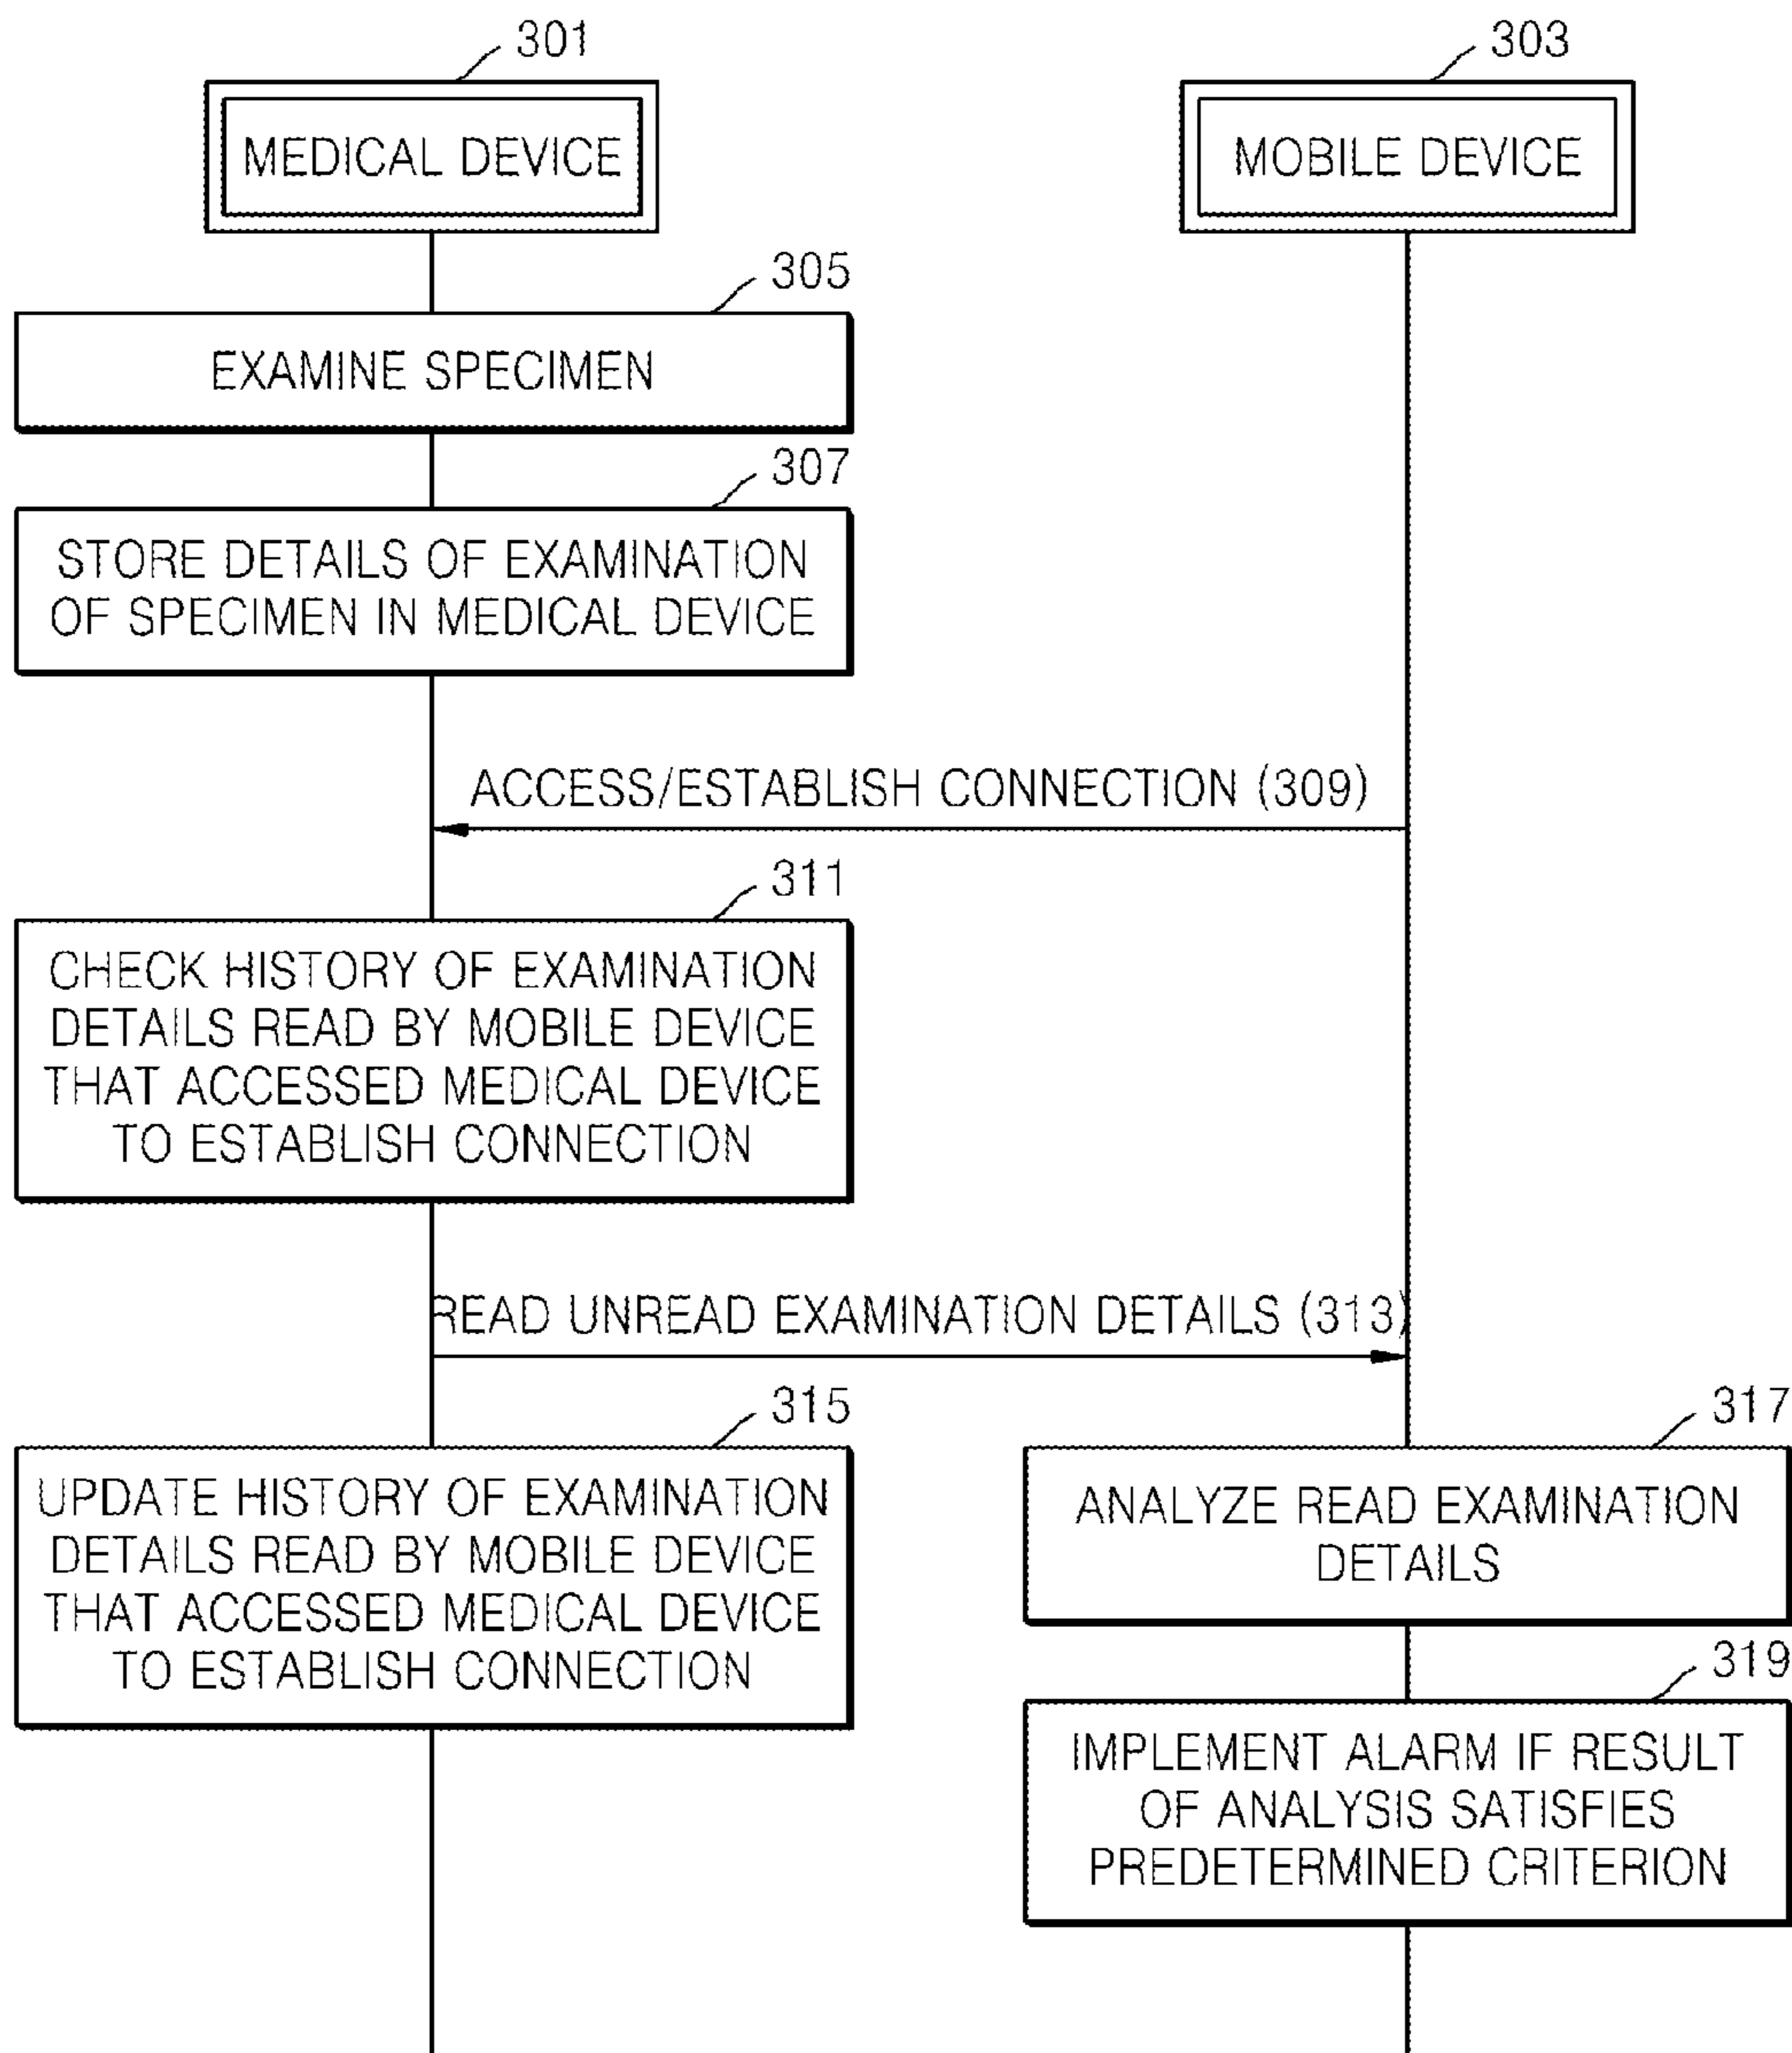 301
MEDICAL DEVICE
303
MOBILE DEVICE
305
EXAMINE SPECIMEN
307
STORE DETAILS OF EXAMINATION
OF SPECIMEN IN MEDICAL DEVICE
ACCESS/ESTABLISH CONNECTION (309)
311
CHECK HISTORY OF EXAMINATION
DETAILS READ BY MOBILE DEVICE
THAT ACCESSED MEDICAL DEVICE
TO ESTABLISH CONNECTION
READ UNREAD EXAMINATION DETAILS (313)
315
UPDATE HISTORY OF EXAMINATION
DETAILS READ BY MOBILE DEVICE
THAT ACCESSED MEDICAL DEVICE
TO ESTABLISH CONNECTION
317
ANALYZE READ EXAMINATION
DETAILS
319
IMPLEMENT ALARM IF RESULT
OF ANALYSIS SATISFIES
PREDETERMINED CRITERION